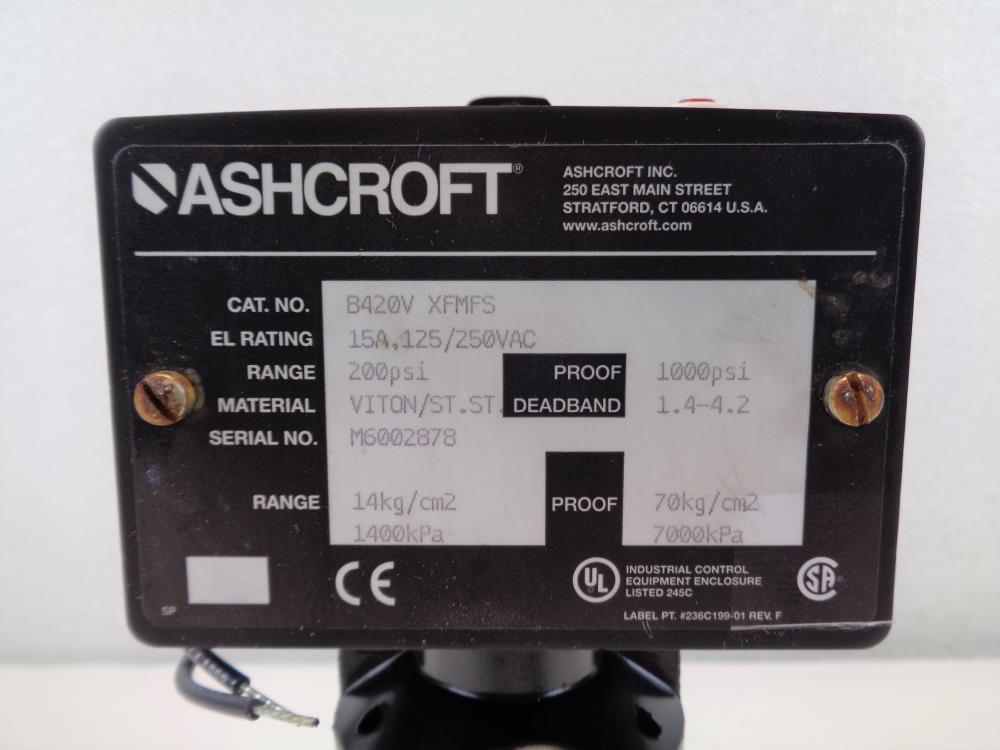 ASHCROFT®
ASHCROFT INC.
250 EAST MAIN STREET
STRATFORD, CT 06614 U.S.A.
www.ashcroft.com
CAT. NO. B420V XFMFS
EL RATING 15A,125/250VAC
RANGE 200psi PROOF 1000psi
MATERIAL VITON/ST.ST. DEADBAND 1.4-4.2
SERIAL NO. M6002878
RANGE 14kg/cm2 PROOF 70kg/cm2
1400kPa 7000kPa
SP
CE
UL
INDUSTRIAL CONTROL
EQUIPMENT ENCLOSURE
LISTED 245C
SA®
LABEL PT. #236C199-01 REV. F